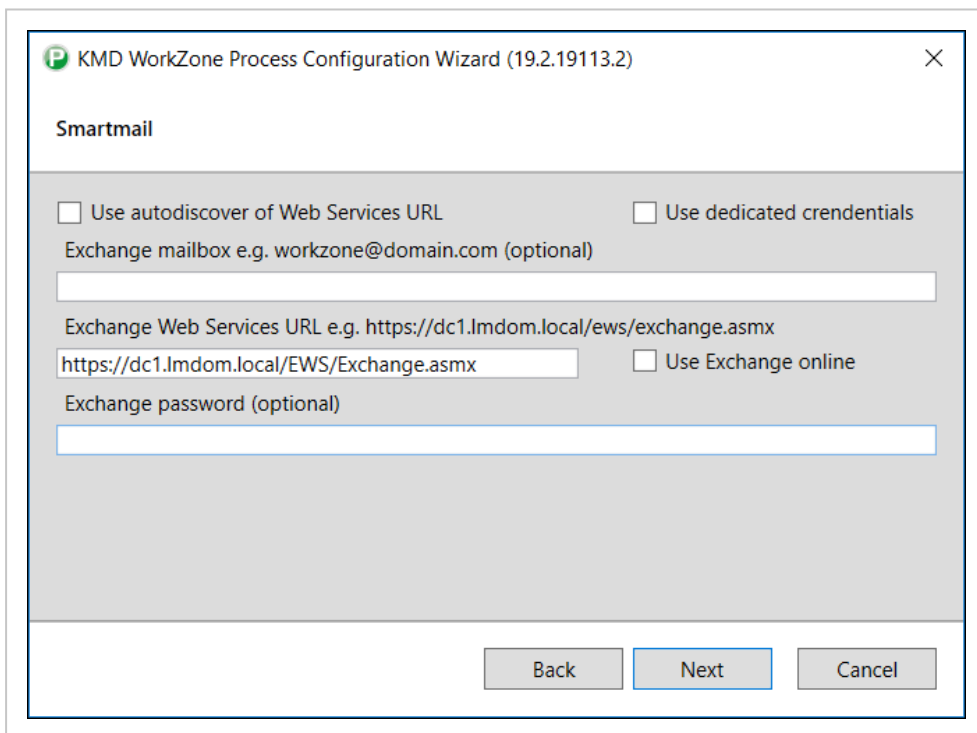 KMD WorkZone Process Configuration Wizard (19.2.19113.2)
Smartmail
Use autodiscover of Web Services URL
Use dedicated crendentials
Exchange mailbox e.g. workzone@domain.com (optional)
Exchange Web Services URL e.g. https://dc1.lmdom.local/ews/exchange.asmx
https://dc1.lmdom.local/EWS/Exchange.asmx
Use Exchange online
Exchange password (optional)
Back
Next
Cancel